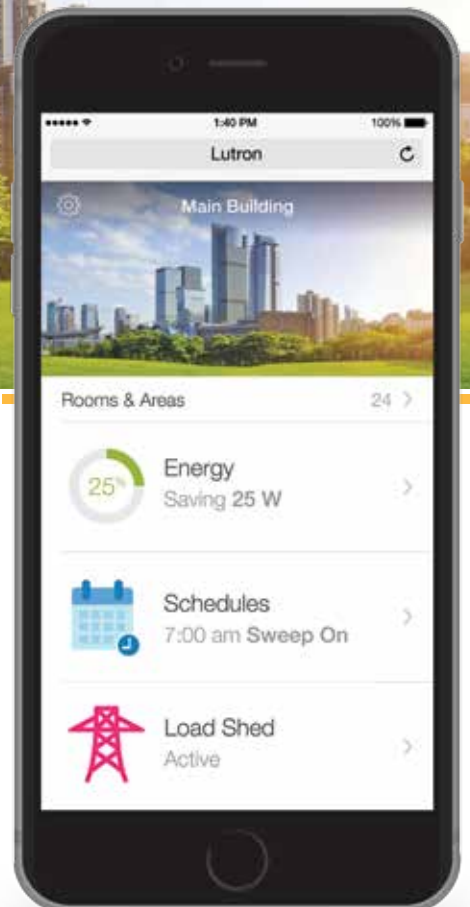 1:40 PM 100%
Lutron
Main Building
Rooms & Areas 24
25%
Energy
Saving 25 W
Schedules
7:00 am Sweep On
Load Shed
Active